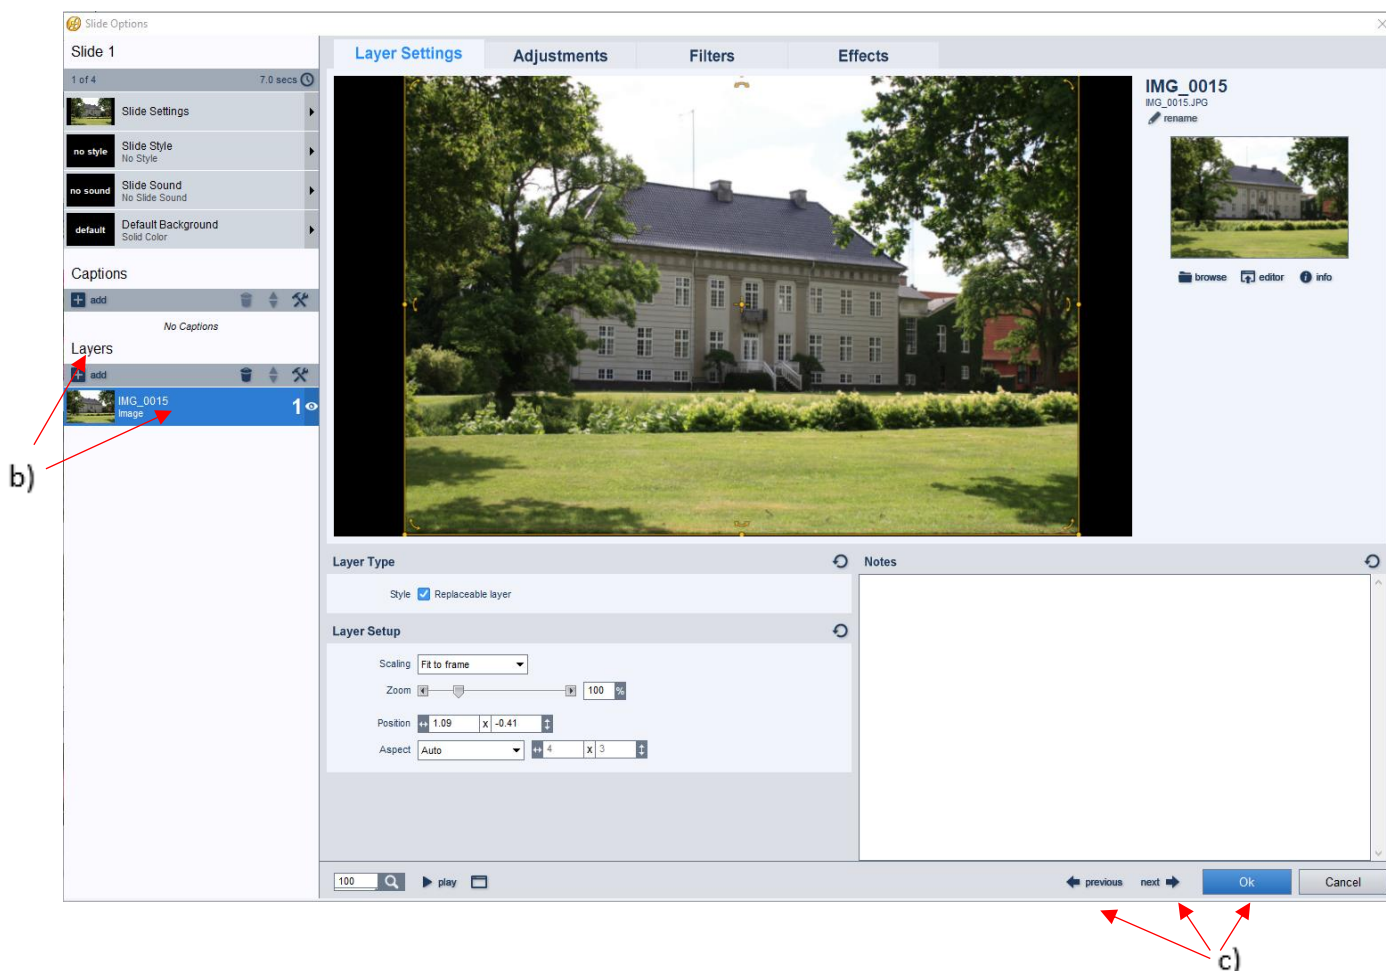 Slide Options
Slide 1
1 of 4 7.0 secs
Slide Settings
no style Slide Style
No Style
no sound Slide Sound
No Slide Sound
default Default Background
Solid Color
Captions
add
No Captions
Layers
add
IMG_0015 1
Image
b)
Layer Settings Adjustments Filters Effects
IMG_0015
IMG_0015.JPG
rename
browse editor info
Layer Type
Style Replaceable layer
Layer Setup
Scaling Fit to frame
Zoom 100 %
Position 1.09 x -0.41
Aspect Auto 4 x 3
Notes
100 play previous next Ok Cancel
c)